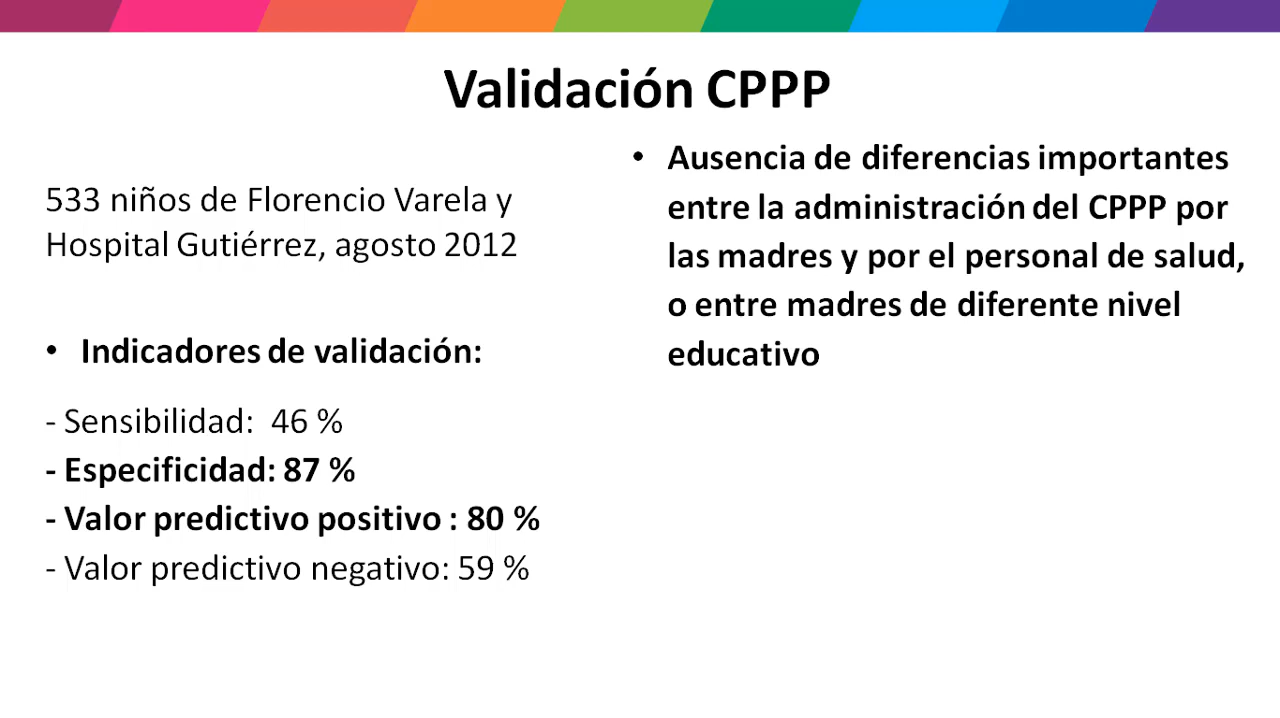 Validación CPPP
533 niños de Florencio Varela y
Hospital Gutiérrez, agosto 2012
• Indicadores de validación:
- Sensibilidad: 46 %
- Especificidad: 87 %
- Valor predictivo positivo : 80 %
- Valor predictivo negativo: 59 %
• Ausencia de diferencias importantes
entre la administración del CPPP por
las madres y por el personal de salud,
o entre madres de diferente nivel
educativo